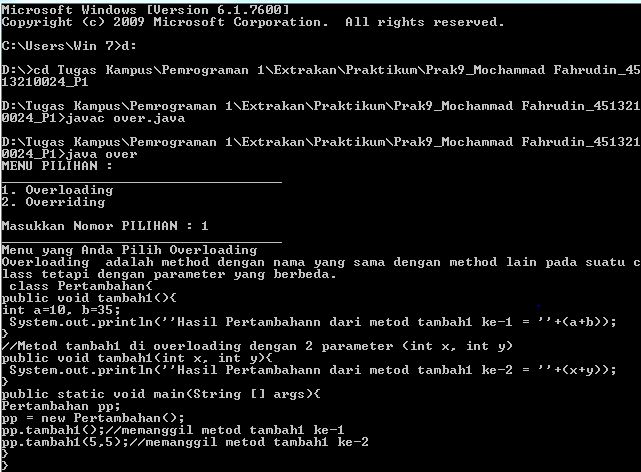 Microsoft Windows [Version 6.1.7600]
Copyright (c) 2009 Microsoft Corporation.  All rights reserved.
C:\Users\Win 7>d:
D:\>cd Tugas Kampus\Pemrograman 1\Extrakan\Praktikum\Prak9_Mochammad Fahrudin_45
13210024_P1
D:\Tugas Kampus\Pemrograman 1\Extrakan\Praktikum\Prak9_Mochammad Fahrudin_451321
0024_P1>javac over.java
D:\Tugas Kampus\Pemrograman 1\Extrakan\Praktikum\Prak9_Mochammad Fahrudin_451321
0024_P1>java over
MENU PILIHAN :
1. Overloading
2. Overriding
Masukkan Nomor PILIHAN : 1
Menu yang Anda Pilih Overloading
Overloading  adalah method dengan nama yang sama dengan method lain pada suatu c
lass tetapi dengan parameter yang berbeda.
 class Pertambahan{
public void tambah1(){
int a=10, b=35;
 System.out.println(''Hasil Pertambahann dari metod tambah1 ke-1 = ''+(a+b));
}
//Metod tambah1 di overloading dengan 2 parameter (int x, int y)
public void tambah1(int x, int y){
 System.out.println(''Hasil Pertambahann dari metod tambah1 ke-2 = ''+(x+y));
}
public static void main(String [] args){
Pertambahan pp;
pp = new Pertambahan();
pp.tambah1();//memanggil metod tambah1 ke-1
pp.tambah1(5,5);//memanggil metod tambah1 ke-2
}
}